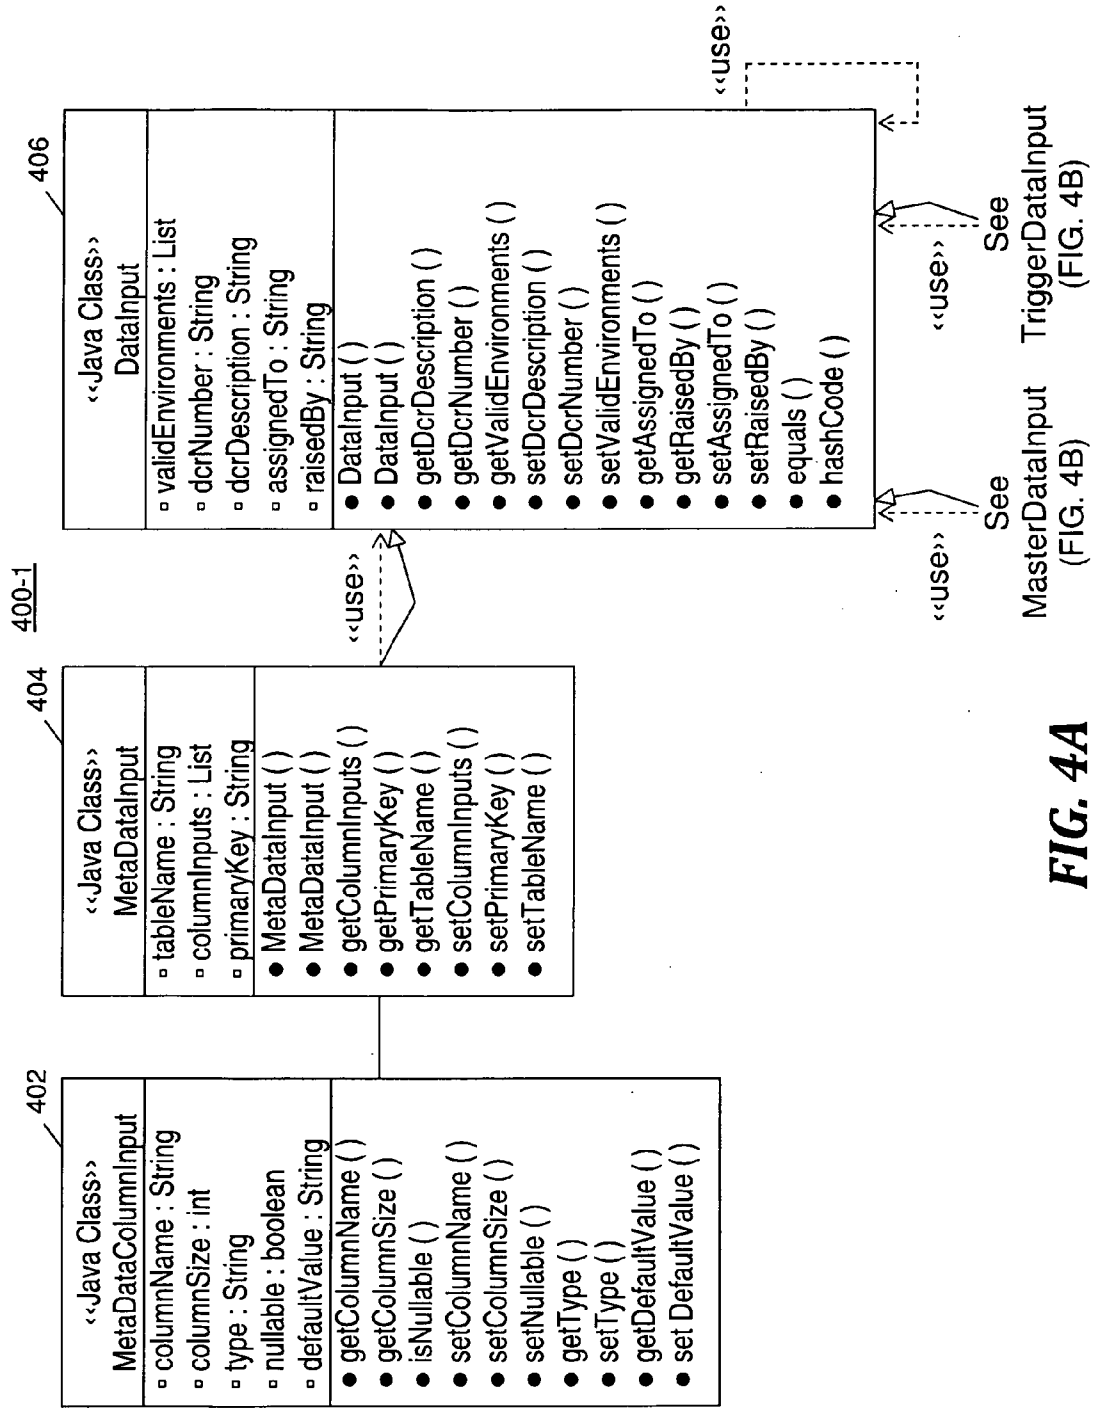 400-1
402
«Java Class»
MetaDataColumnInput
columnName : String
columnSize : int
type : String
nullable : boolean
defaultValue : String
getColumnName ( )
getColumnSize ( )
isNullable ( )
setColumnName ( )
setColumnSize ( )
setNullable ( )
getType ( )
setType ( )
getDefaultValue ( )
set DefaultValue ( )
404
«Java Class»
MetaDataInput
tableName : String
columnInputs : List
primaryKey : String
MetaDataInput ( )
MetaDataInput ( )
getColumnInputs ( )
getPrimaryKey ( )
getTableName ( )
setColumnInputs ( )
setPrimaryKey ( )
setTableName ( )
«use»
406
«Java Class»
DataInput
validEnvironments : List
dcrNumber : String
dcrDescription : String
assignedTo : String
raisedBy : String
DataInput ( )
DataInput ( )
getDcrDescription ( )
getDcrNumber ( )
getValidEnvironments ( )
setDcrDescription ( )
setDcrNumber ( )
setValidEnvironments ( )
getAssignedTo ( )
getRaisedBy ( )
setAssignedTo ( )
setRaisedBy ( )
equals ( )
hashCode ( )
«use»
«use»
See
MasterDataInput
(FIG. 4B)
«use»
See
TriggerDataInput
(FIG. 4B)
FIG. 4A